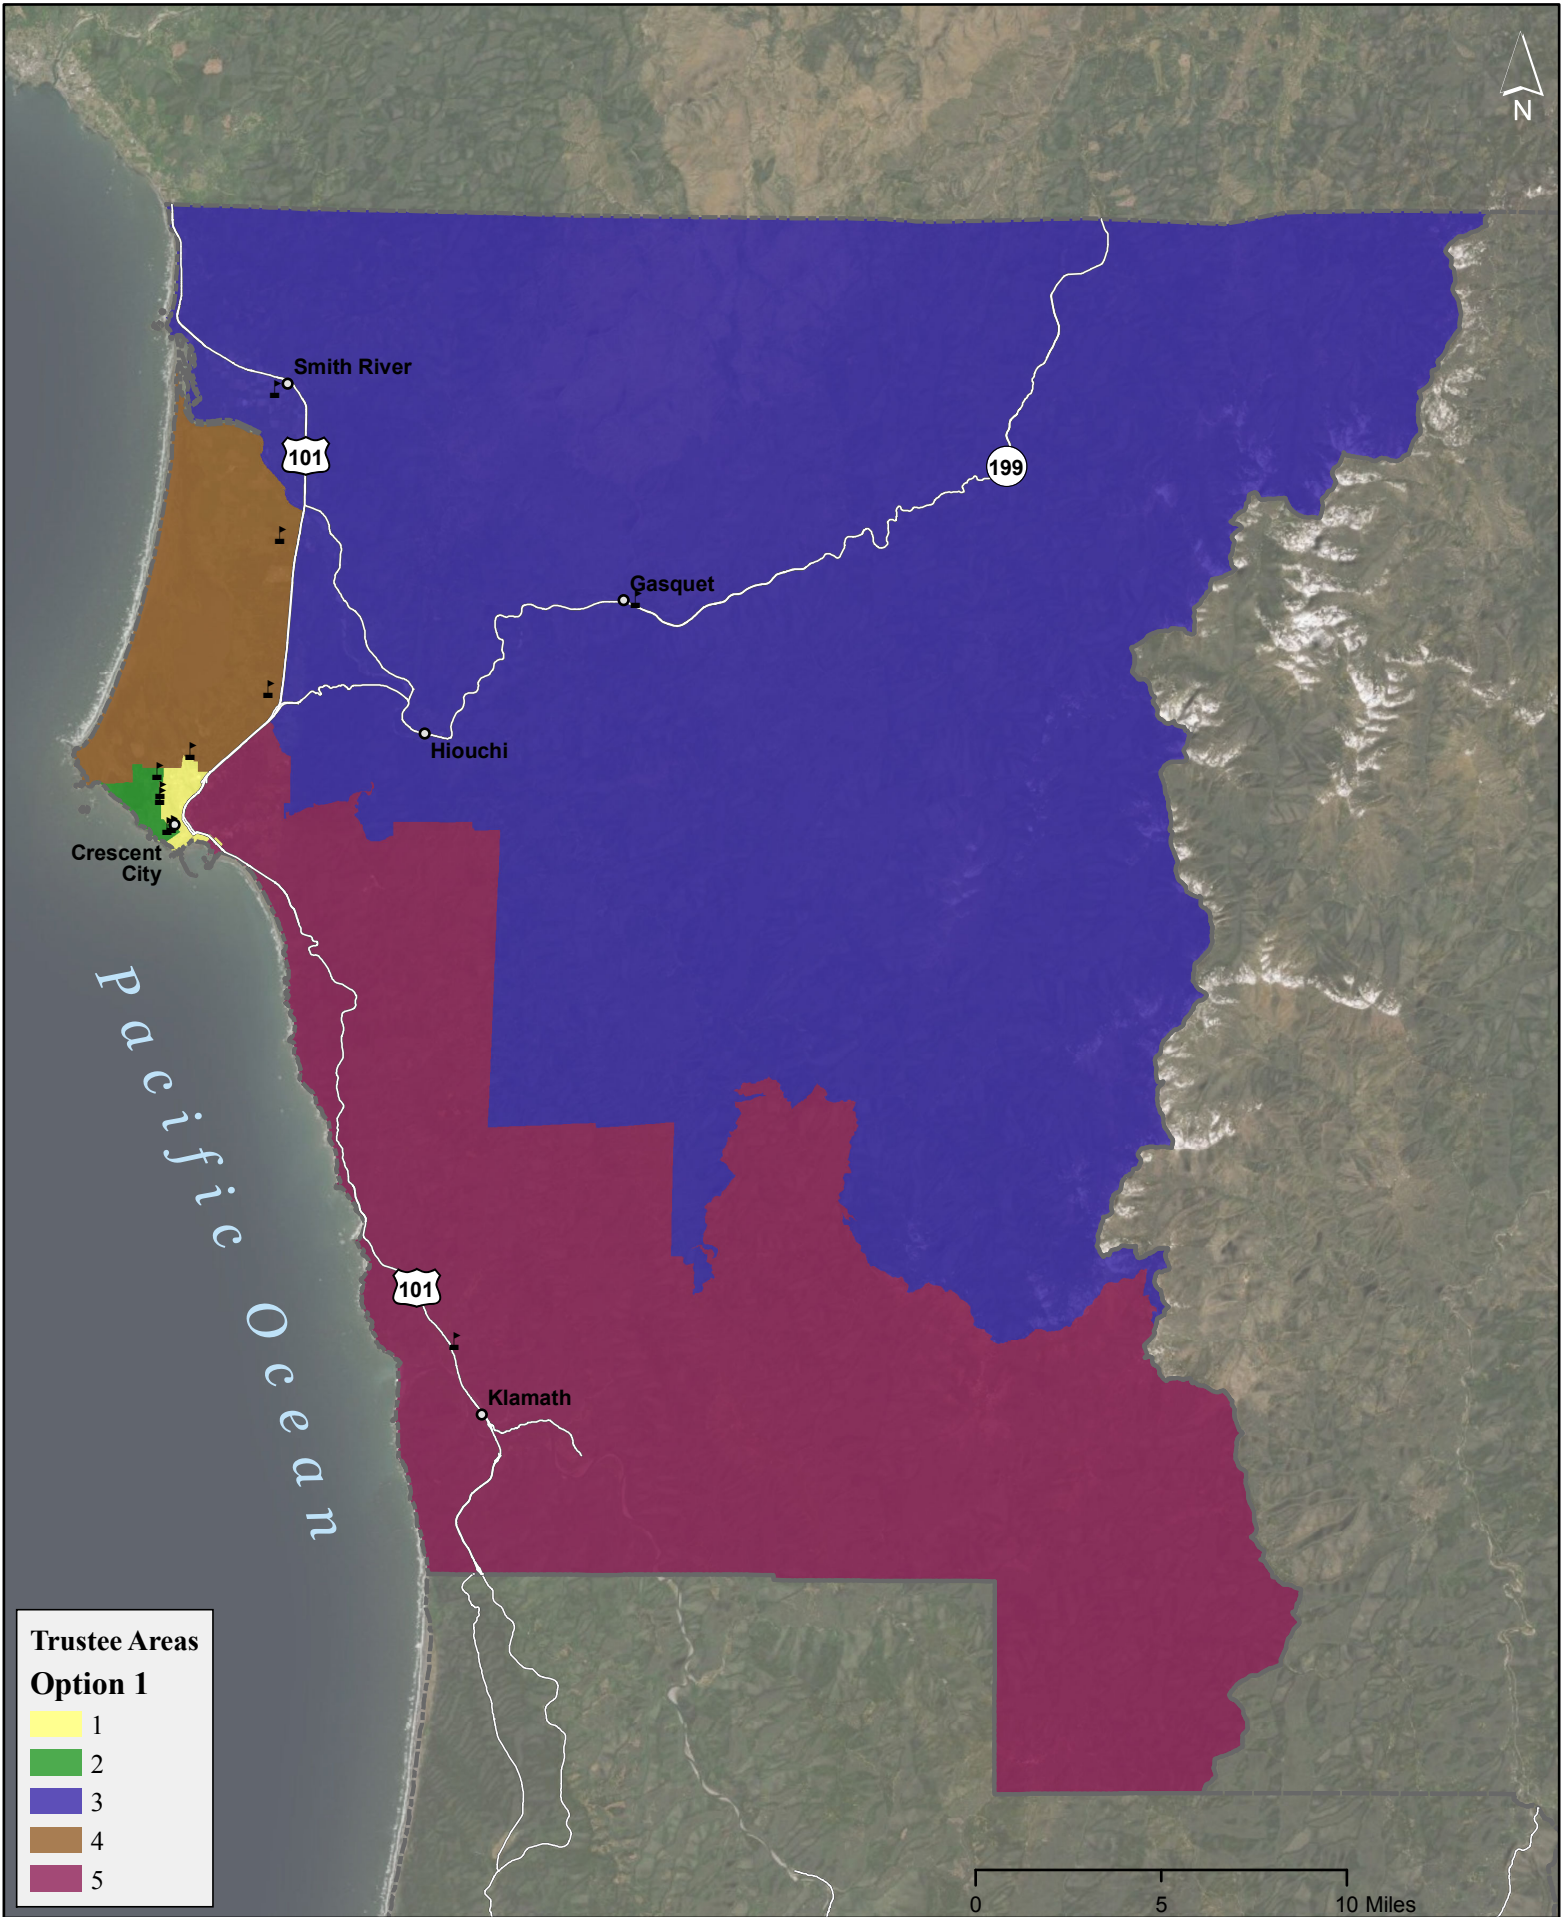 N
Smith River
101
199
Gasquet
Hiouchi
Crescent
City
Pacific Ocean
101
Klamath
Trustee Areas
Option 1
1
2
3
4
5
0 5 10 Miles